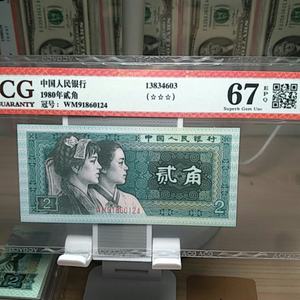 CG
GUARANTY
中国人民银行
1980年贰角
冠号: WM91860124
13834603
(☆☆☆)
67
EPQ
Superb Gem Unc
中国人民银行
贰角
WM91860124
2
2